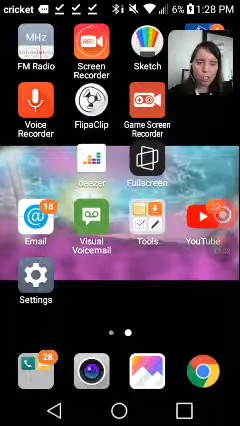 cricket 6% 1:28 PM
MHz
REC
FM Radio Screen Recorder Sketch
REC
Voice Recorder FlipaClip Game Screen Recorder
deezer Fullscreen
18 22
Email Visual Voicemail Tools YouTube
Settings
28